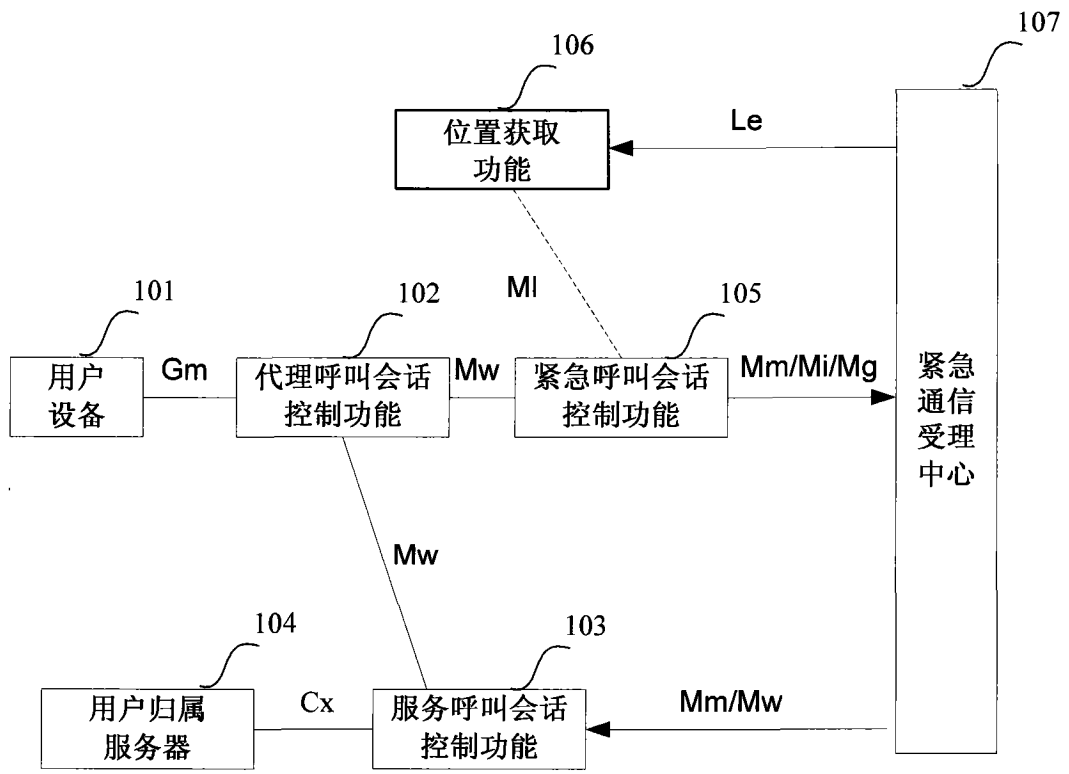 107
106
位置获取
功能
Le
Ml
101
102
105
用户
设备
Gm
代理呼叫会话
控制功能
Mw
紧急呼叫会话
控制功能
Mm/Mi/Mg
紧急
通信
受理
中心
Mw
104
103
用户归属
服务器
Cx
服务呼叫会话
控制功能
Mm/Mw